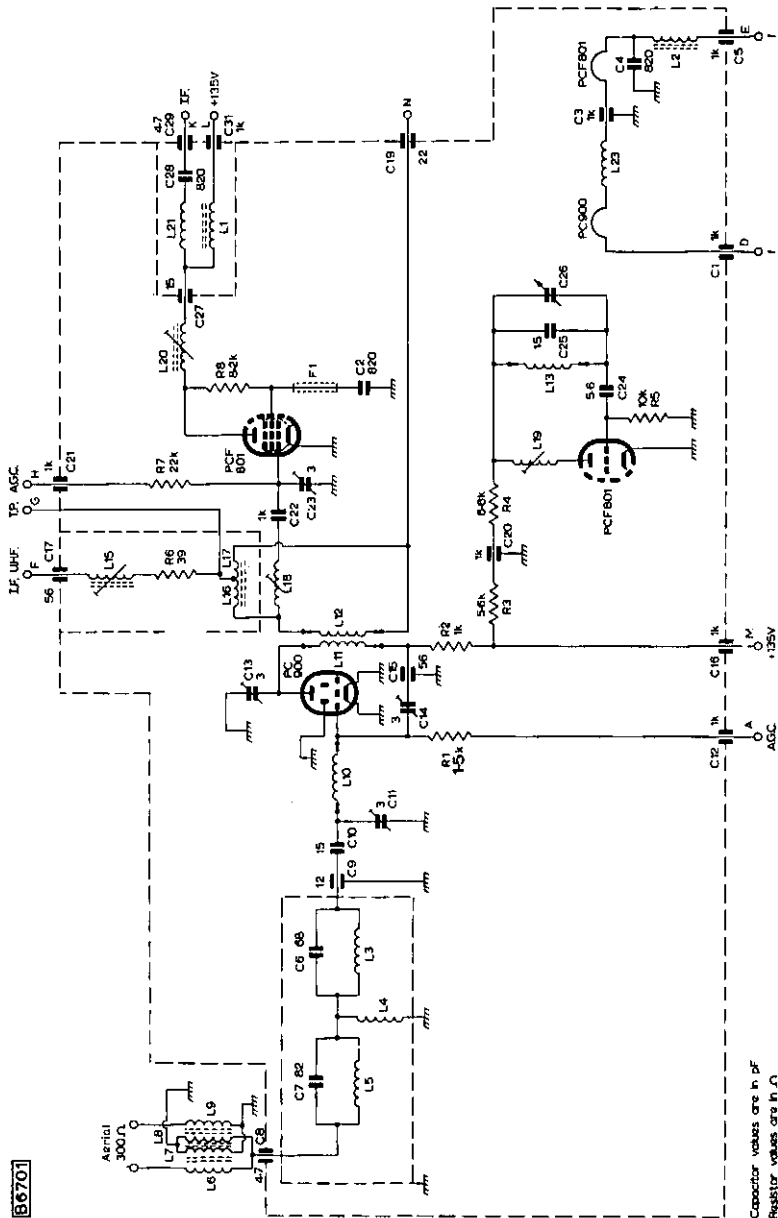 B6701
Aerial
300Ω
L6
L7
L8
L9
C8
47
C7 82
L5
L4
C6 68
L3
12
C9
15
C10
3
C11
L10
C13
3
PC
900
L11
L12
3
C14
C15
56
R1
1·5k
R2
1k
C12
1k
A
AGC
C16
1k
M
+135V
I.F. U.H.F.
F
56
C17
L15
R6
39
L16
L17
L18
T.P.
G
AGC.
H
1k
C21
R7
22k
1k
C22
C23
3
PCF
801
R8
8·2k
F1
C2
820
L20
15
C27
L21
L1
C28
820
47
C29
I.F.
K
+135V
L
C31
1k
C19
22
N
R3
5·6k
1k
C20
R4
6·8k
L19
PCF801
L13
15
C25
C26
5·6
C24
10k
R5
PC900
L23
C3
1k
PCF801
C4
820
L2
C1
1k
D
f
1k
C5
E
f
Capacitor values are in pF
Resistor values are in Ω